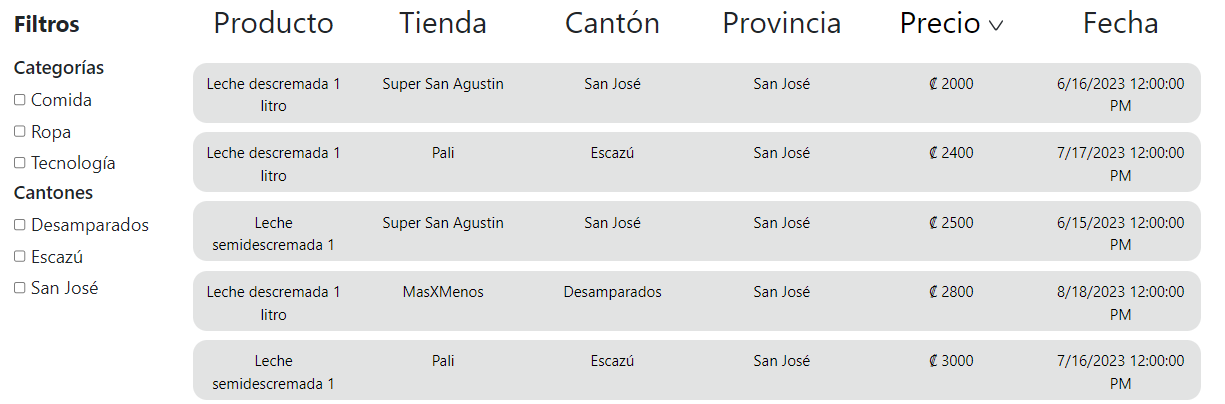 Filtros
Categorías
Comida
Ropa
Tecnología
Cantones
Desamparados
Escazú
San José
Producto Tienda Cantón Provincia Precio Fecha
Leche descremada 1 Super San Agustin San José San José ₡ 2000 6/16/2023 12:00:00
litro PM
Leche descremada 1 Pali Escazú San José ₡ 2400 7/17/2023 12:00:00
litro PM
Leche Super San Agustin San José San José ₡ 2500 6/15/2023 12:00:00
semidescremada 1 PM
Leche descremada 1 MasXMenos Desamparados San José ₡ 2800 8/18/2023 12:00:00
litro PM
Leche Pali Escazú San José ₡ 3000 7/16/2023 12:00:00
semidescremada 1 PM